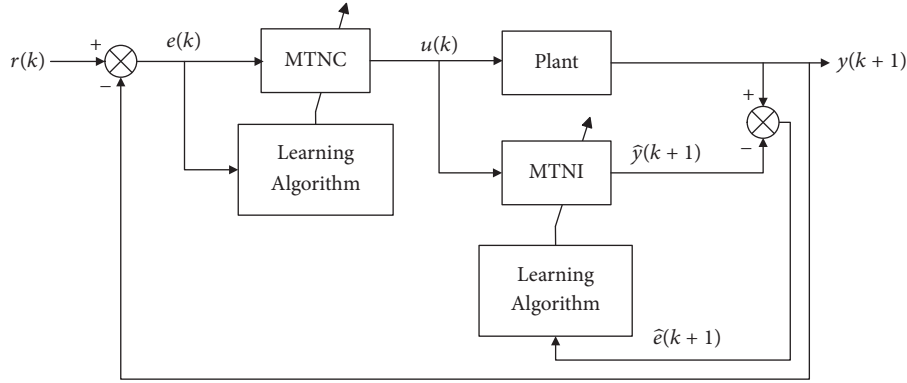 r(k)
+
−
e(k)
MTNC
Learning
Algorithm
u(k)
Plant
y(k + 1)
+
−
MTNI
ŷ(k + 1)
Learning
Algorithm
ê(k + 1)